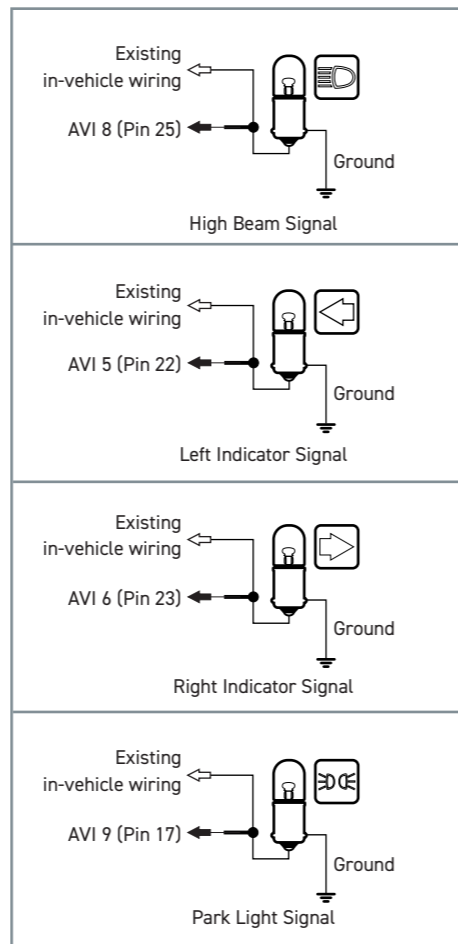 Existing
in-vehicle wiring
AVI 8 (Pin 25)
Ground
High Beam Signal
Existing
in-vehicle wiring
AVI 5 (Pin 22)
Ground
Left Indicator Signal
Existing
in-vehicle wiring
AVI 6 (Pin 23)
Ground
Right Indicator Signal
Existing
in-vehicle wiring
AVI 9 (Pin 17)
Ground
Park Light Signal